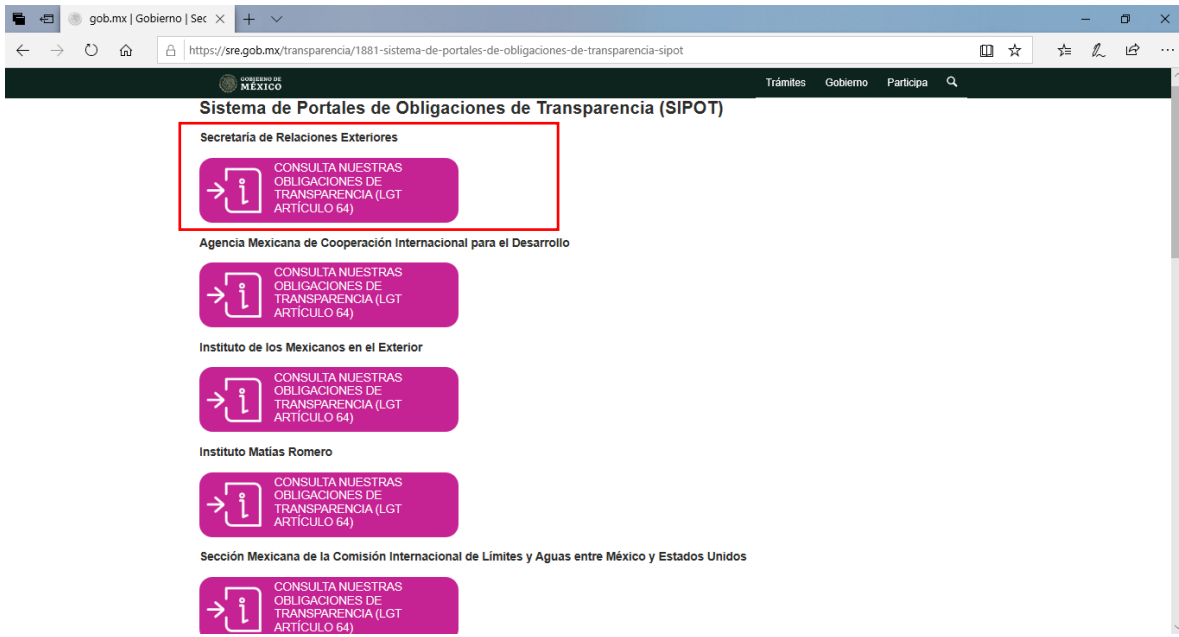 gob.mx | Gobierno | Sec
https://sre.gob.mx/transparencia/1881-sistema-de-portales-de-obligaciones-de-transparencia-sipot
GOBIERNO DE
MÉXICO
Trámites Gobierno Participa
Sistema de Portales de Obligaciones de Transparencia (SIPOT)
Secretaría de Relaciones Exteriores
CONSULTA NUESTRAS
OBLIGACIONES DE
TRANSPARENCIA (LGT
ARTÍCULO 64)
Agencia Mexicana de Cooperación Internacional para el Desarrollo
CONSULTA NUESTRAS
OBLIGACIONES DE
TRANSPARENCIA (LGT
ARTÍCULO 64)
Instituto de los Mexicanos en el Exterior
CONSULTA NUESTRAS
OBLIGACIONES DE
TRANSPARENCIA (LGT
ARTÍCULO 64)
Instituto Matías Romero
CONSULTA NUESTRAS
OBLIGACIONES DE
TRANSPARENCIA (LGT
ARTÍCULO 64)
Sección Mexicana de la Comisión Internacional de Límites y Aguas entre México y Estados Unidos
CONSULTA NUESTRAS
OBLIGACIONES DE
TRANSPARENCIA (LGT
ARTÍCULO 64)